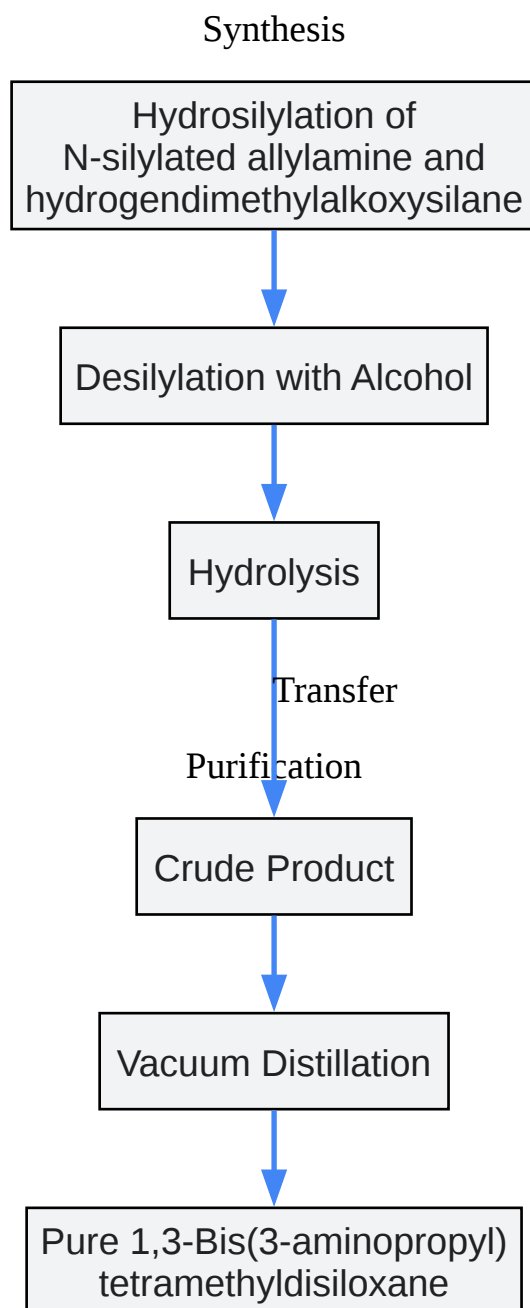 Synthesis
Hydrosilylation of
N-silylated allylamine and
hydrogendimethylalkoxysilane
Desilylation with Alcohol
Hydrolysis
Transfer
Purification
Crude Product
Vacuum Distillation
Pure 1,3-Bis(3-aminopropyl)
tetramethyldisiloxane